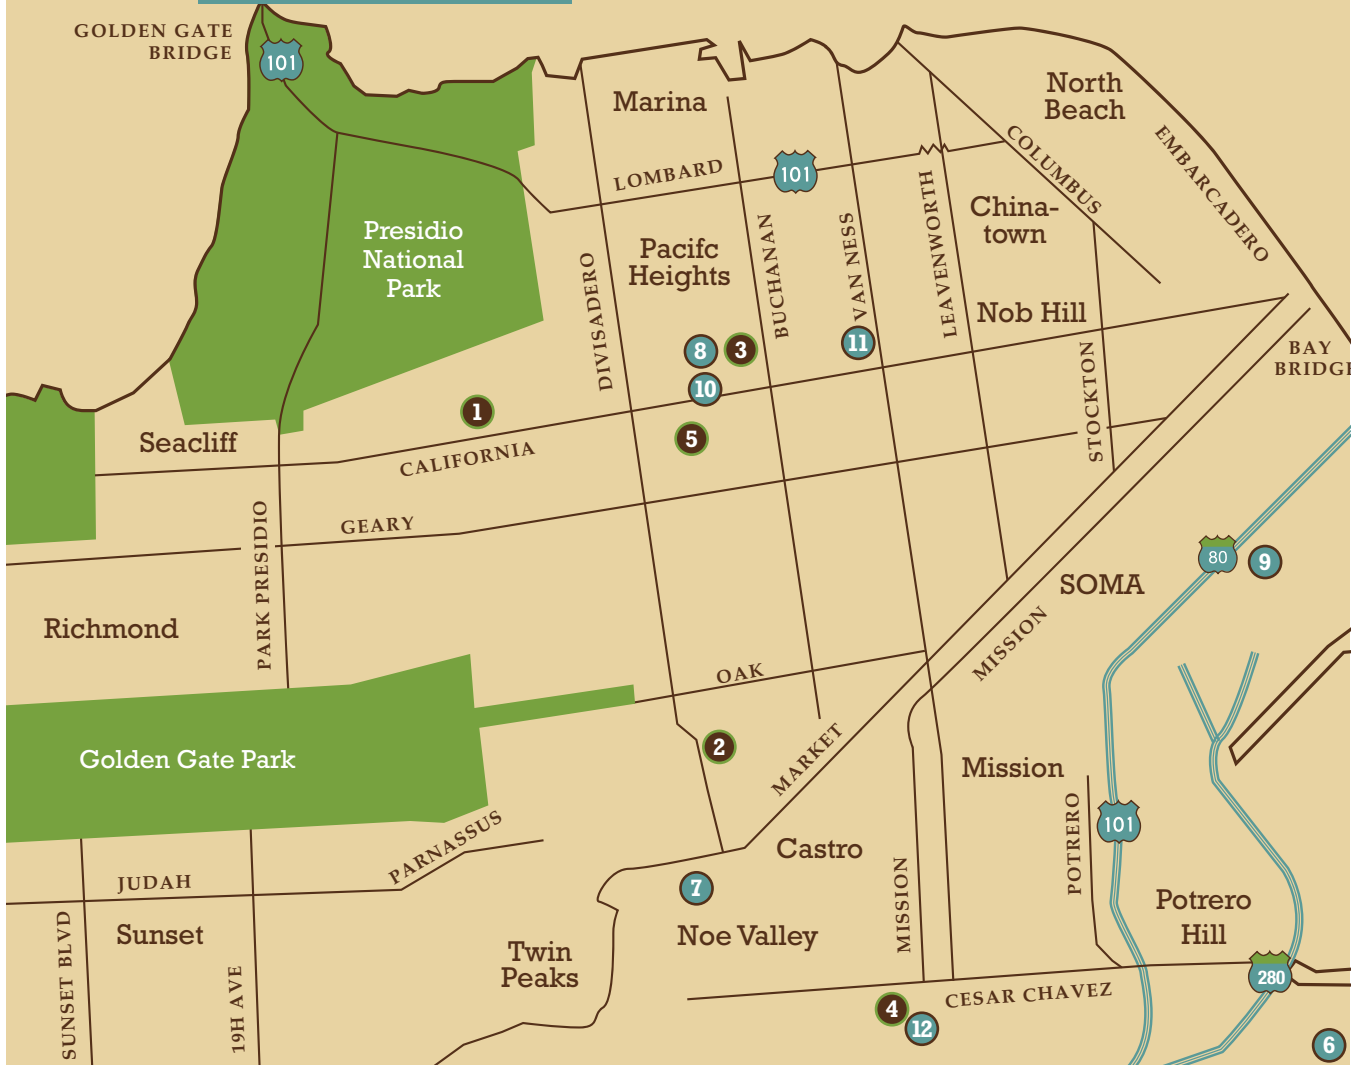 GOLDEN GATE
BRIDGE
101
Marina
North
Beach
EMBARCADERO
COLUMBUS
LOMBARD
101
LEAVENWORTH
China-
town
Presidio
National
Park
Pacifc
Heights
DIVISADERO
BUCHANAN
VAN NESS
Nob Hill
8
3
11
BAY
BRIDGE
10
STOCKTON
1
5
Seacliff
CALIFORNIA
GEARY
PARK PRESIDIO
80
9
SOMA
Richmond
MISSION
OAK
2
MARKET
Golden Gate Park
Mission
POTRERO
101
PARNASSUS
Castro
JUDAH
7
MISSION
Potrero
Hill
SUNSET BLVD
Sunset
19H AVE
Twin
Peaks
Noe Valley
280
CESAR CHAVEZ
4
12
6